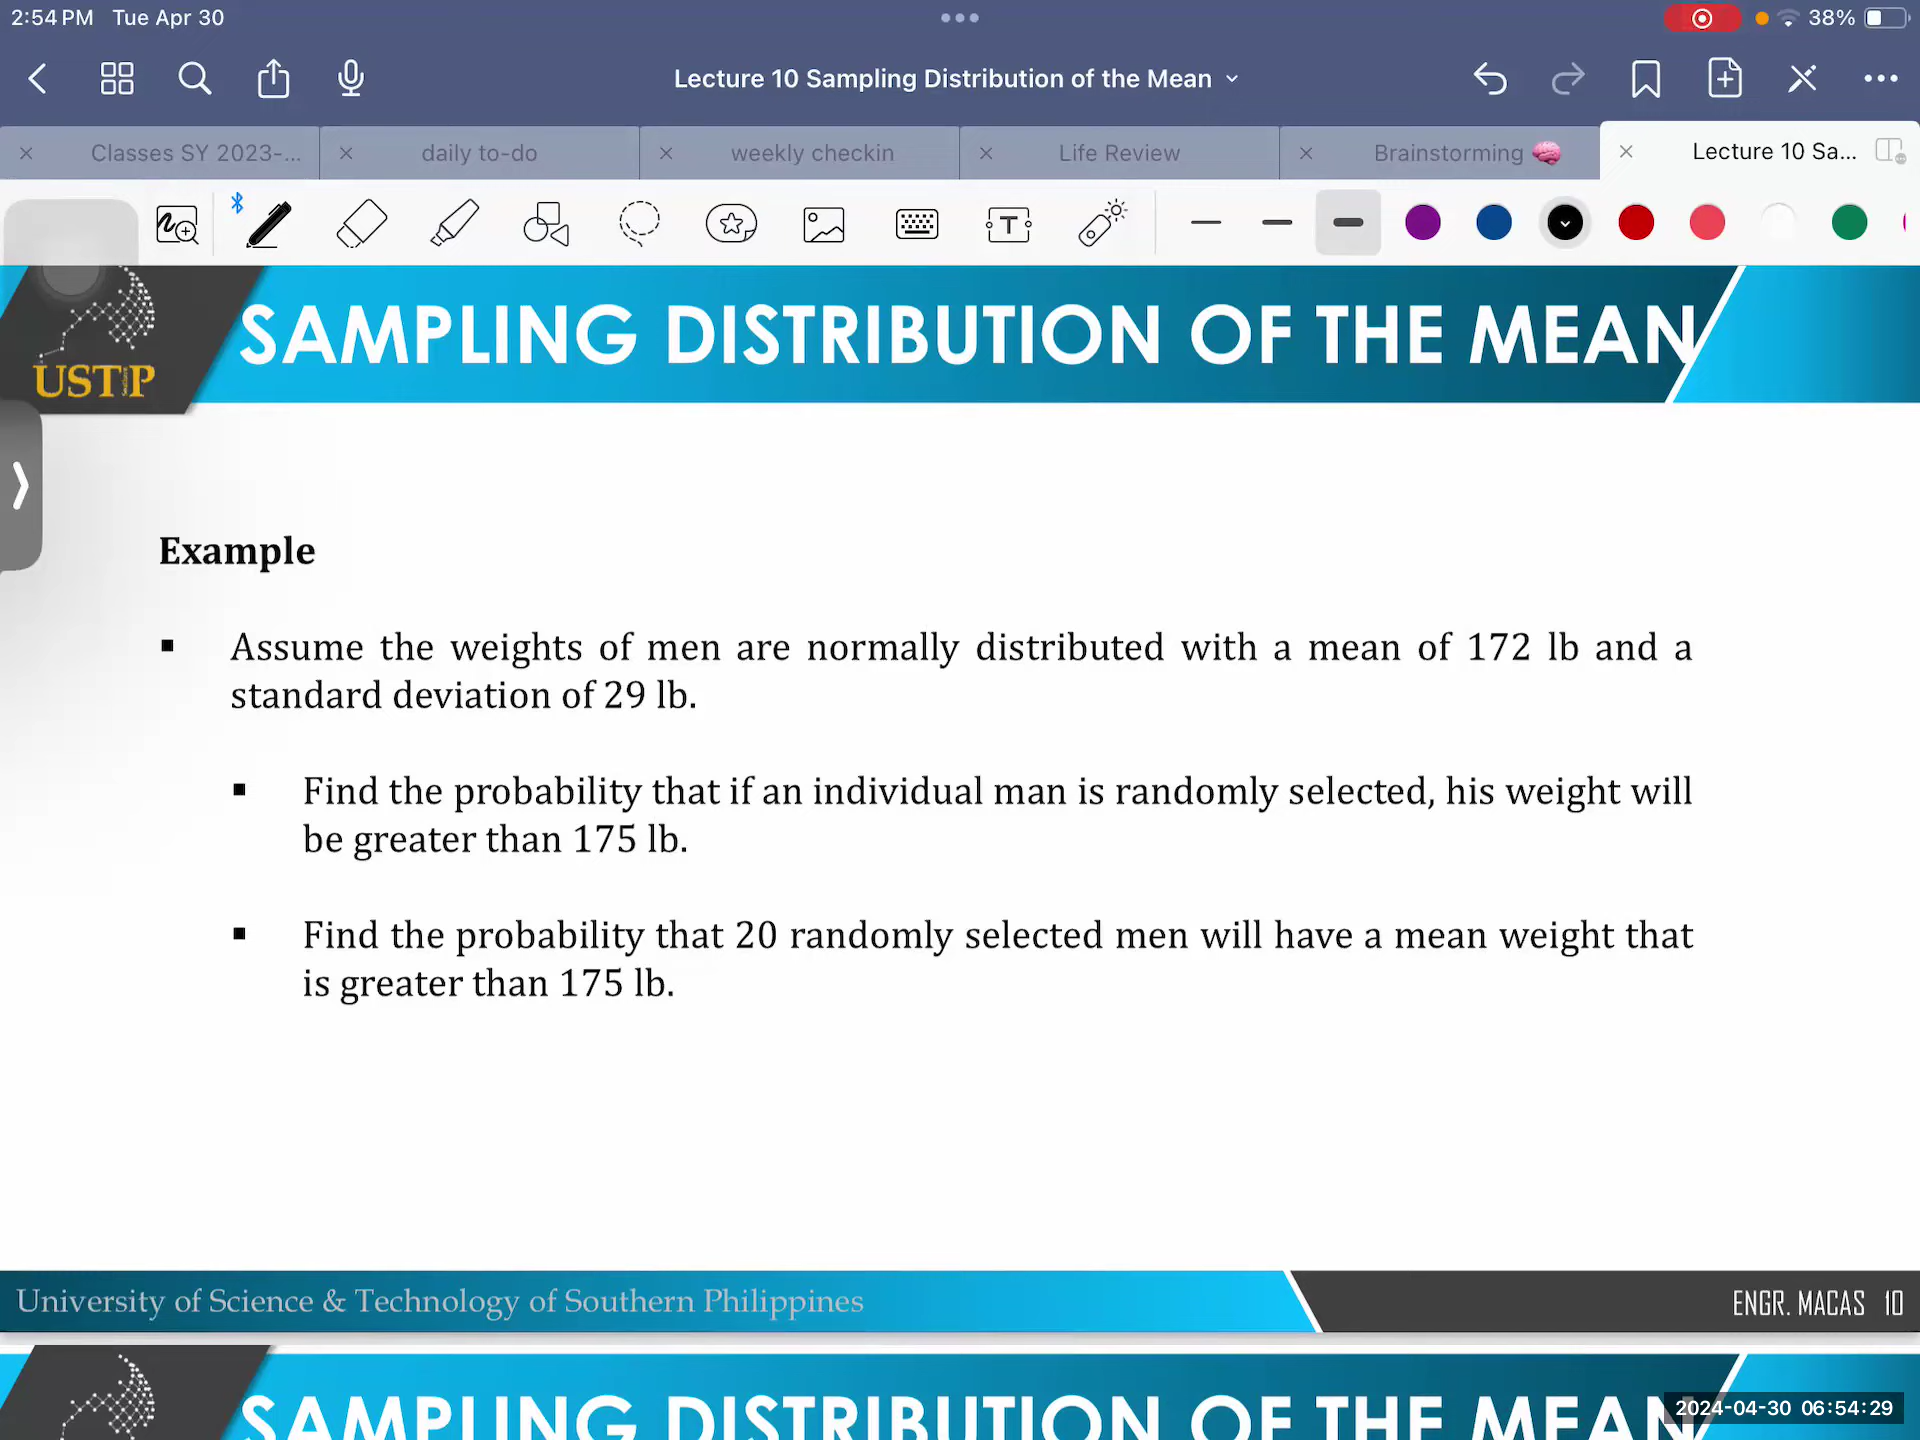 2:54 PM Tue Apr 30
38%
Lecture 10 Sampling Distribution of the Mean
Classes SY 2023-...
daily to-do
weekly checkin
Life Review
Brainstorming 🧠
Lecture 10 Sa...
T
USTP
SAMPLING DISTRIBUTION OF THE MEAN
Example
▪ Assume the weights of men are normally distributed with a mean of 172 lb and a
standard deviation of 29 lb.
▪ Find the probability that if an individual man is randomly selected, his weight will
be greater than 175 lb.
▪ Find the probability that 20 randomly selected men will have a mean weight that
is greater than 175 lb.
University of Science & Technology of Southern Philippines
ENGR. MACAS 10
SAMPLING DISTRIBUTION OF THE MEAN
2024-04-30 06:54:29